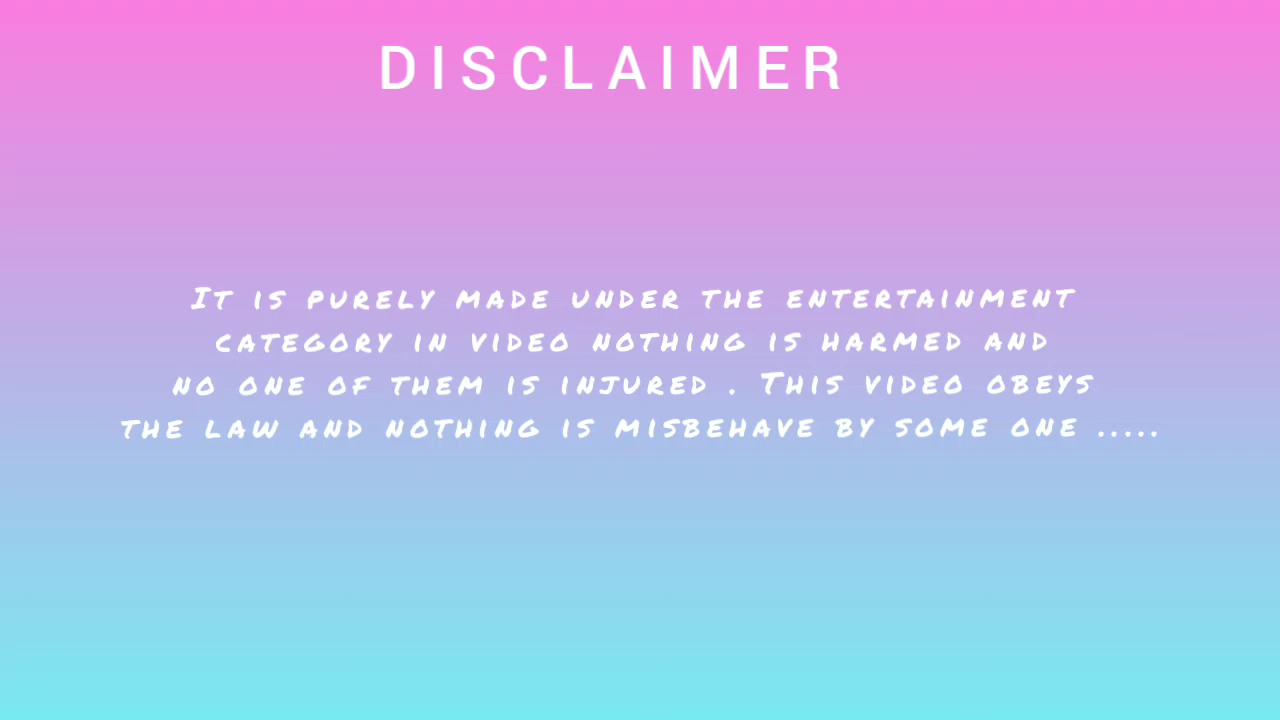 DISCLAIMER
It is purely made under the entertainment
category in video nothing is harmed and
no one of them is injured . This video obeys
the law and nothing is misbehave by some one .....